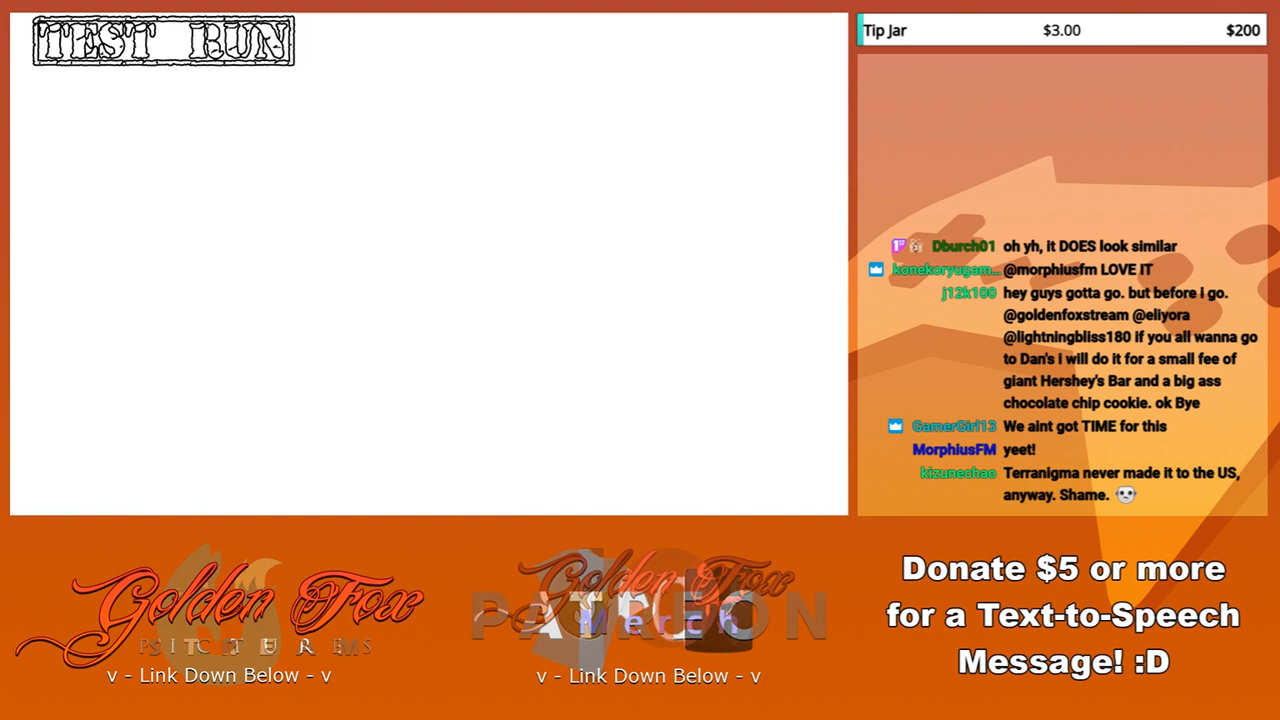 TEST RUN
Tip Jar $3.00 $200
Dburch01 oh yh, it DOES look similar
konekoryugam... @morphiusfm LOVE IT
j12k100 hey guys gotta go. but before i go.
@goldenfoxstream @eliyora
@lightningbliss180 if you all wanna go
to Dan's i will do it for a small fee of
giant Hershey's Bar and a big ass
chocolate chip cookie. ok Bye
GamerGirl13 We aint got TIME for this
MorphiusFM yeet!
kizunechao Terranigma never made it to the US,
anyway. Shame.
Golden Fox
v - Link Down Below - v
Golden Fox
PATREON
Merch
v - Link Down Below - v
Donate $5 or more
for a Text-to-Speech
Message! :D